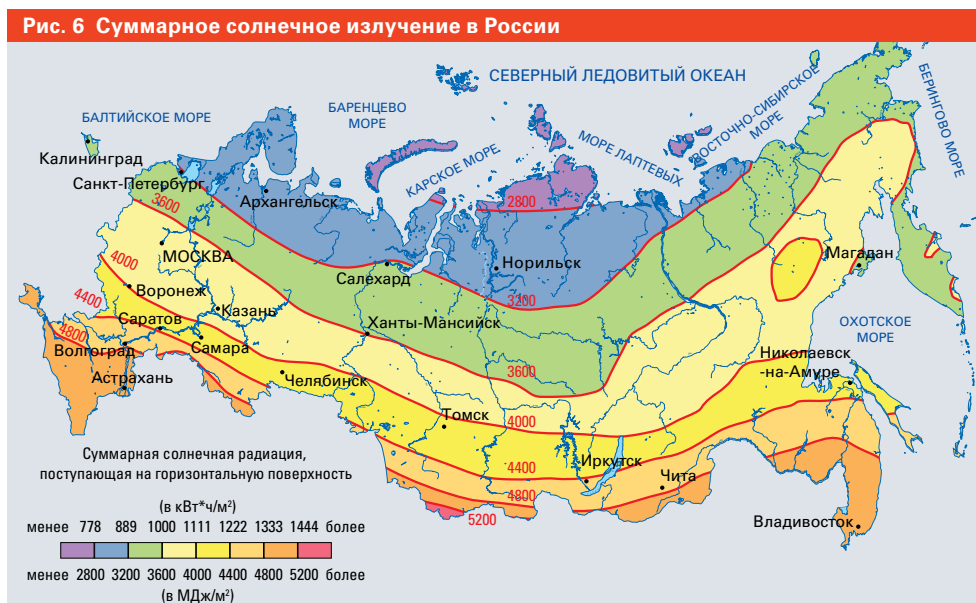 Рис. 6 Суммарное солнечное излучение в России
СЕВЕРНЫЙ ЛЕДОВИТЫЙ ОКЕАН
БАРЕНЦЕВО
МОРЕ
БАЛТИЙСКОЕ МОРЕ
КАРСКОЕ МОРЕ
МОРЕ ЛАПТЕВЫХ
ВОСТОЧНО-СИБИРСКОЕ
МОРЕ
БЕРИНГОВО МОРЕ
Калининград
Санкт-Петербург
3600
Архангельск
2800
МОСКВА
4000
Салехард
Норильск
Магадан
Воронеж
4400
Казань
3200
Саратов
Ханты-Мансийск
ОХОТСКОЕ
МОРЕ
4800
Волгоград
Самара
Николаевск
-на-Амуре
Астрахань
Челябинск
3600
Томск
4000
4400
Иркутск
Чита
4800
5200
Владивосток
Суммарная солнечная радиация,
поступающая на горизонтальную поверхность
(в кВт*ч/м²)
менее 778 889 1000 1111 1222 1333 1444 более
менее 2800 3200 3600 4000 4400 4800 5200 более
(в МДж/м²)